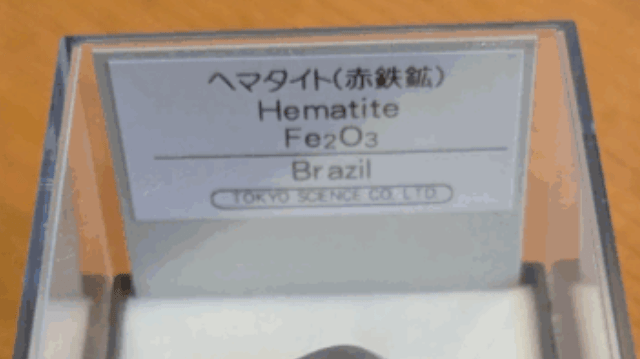 ヘマタイト(赤鉄鉱)
Hematite
Fe2O3
Brazil
TOKYO SCIENCE CO. LTD.